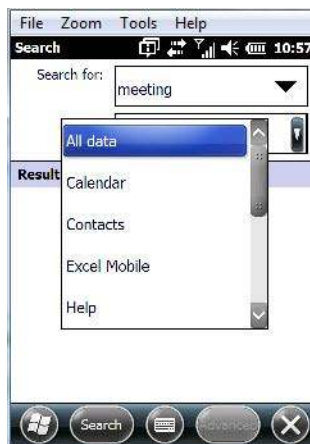 File Zoom Tools Help
Search 10:57
Search for:
meeting
All data
Result
Calendar
Contacts
Excel Mobile
Help
Search Advanced